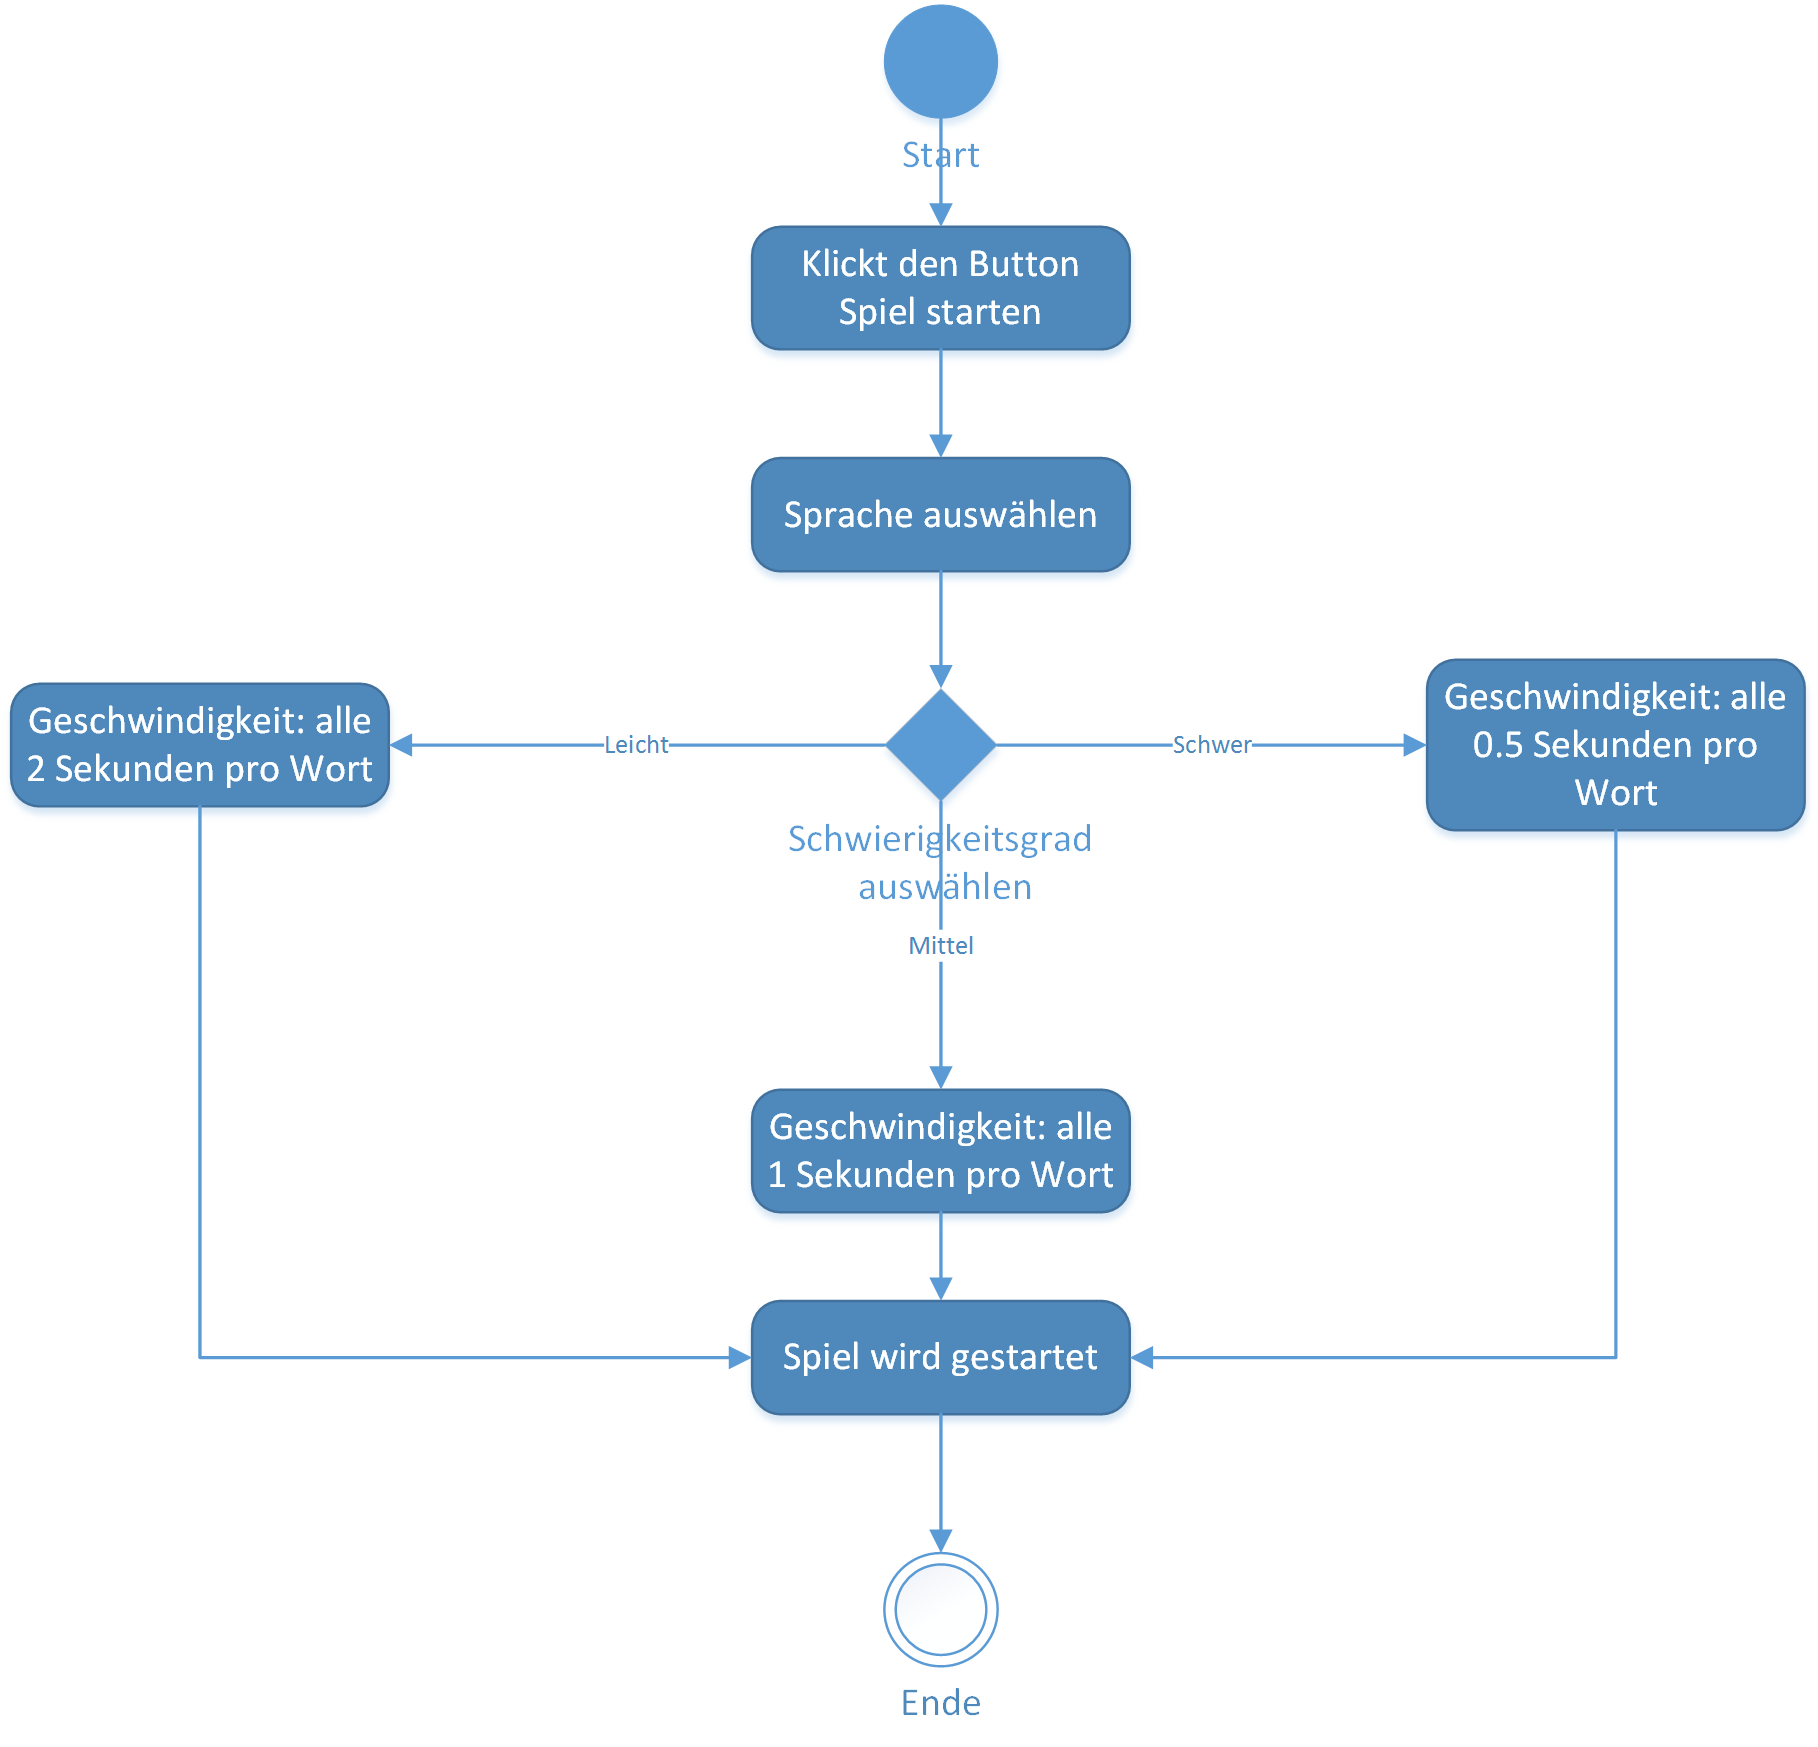 Start
Klickt den Button
Spiel starten
Sprache auswählen
Geschwindigkeit: alle
2 Sekunden pro Wort
Leicht
Schwer
Geschwindigkeit: alle
0.5 Sekunden pro
Wort
Schwierigkeitsgrad
auswählen
Mittel
Geschwindigkeit: alle
1 Sekunden pro Wort
Spiel wird gestartet
Ende